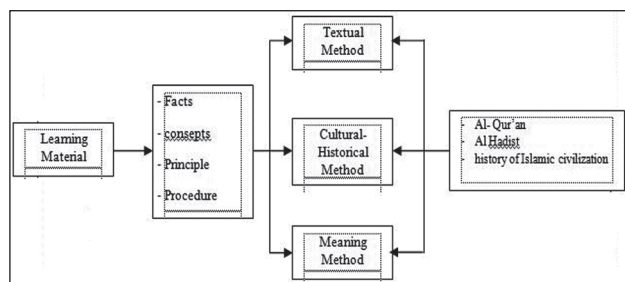 Learning
Material
- Facts
- consepts
- Principle
- Procedure
Textual
Method
Cultural-
Historical
Method
Meaning
Method
- Al- Qur'an
- Al Hadist
- history of Islamic civilization